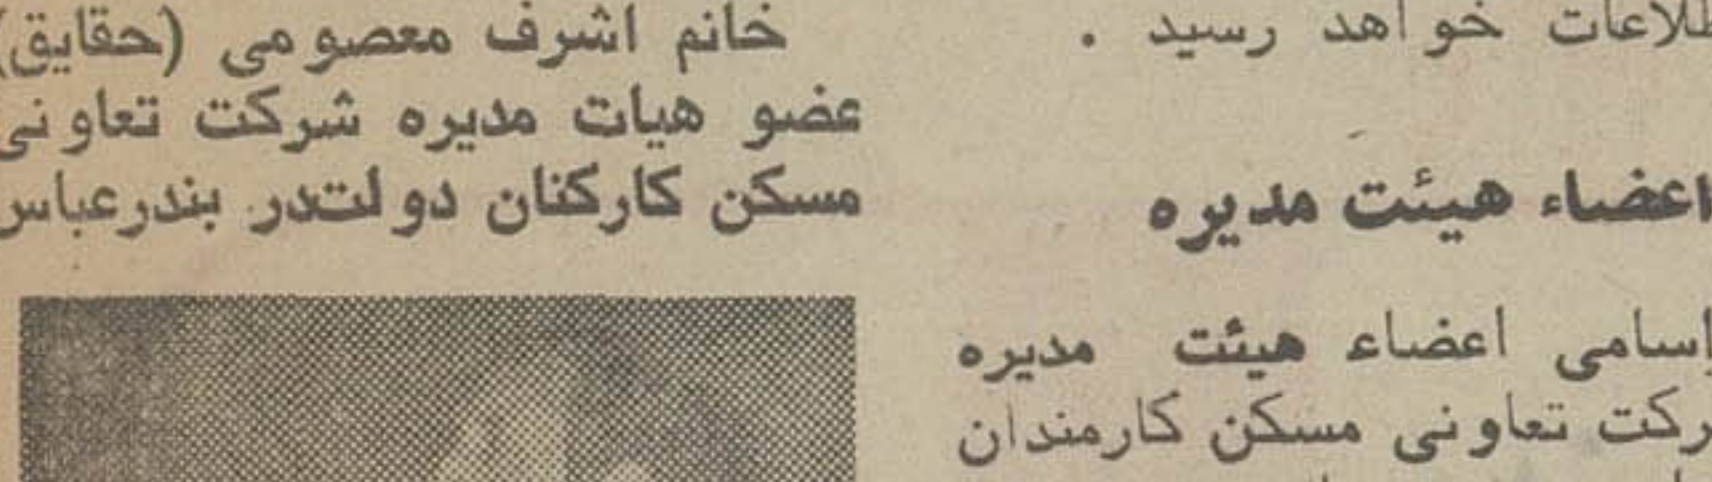 طلاعات خواهد رسید .
اعضاء هیئت مدیره
اسامی اعضاء هیئت مدیره
رکت تعاونی مسکن کارمندان
خانم اشرف معصومی (حقایق)
عضو هیات مدیره شرکت تعاونی
مسکن کارکنان دولتدر بندرعباس